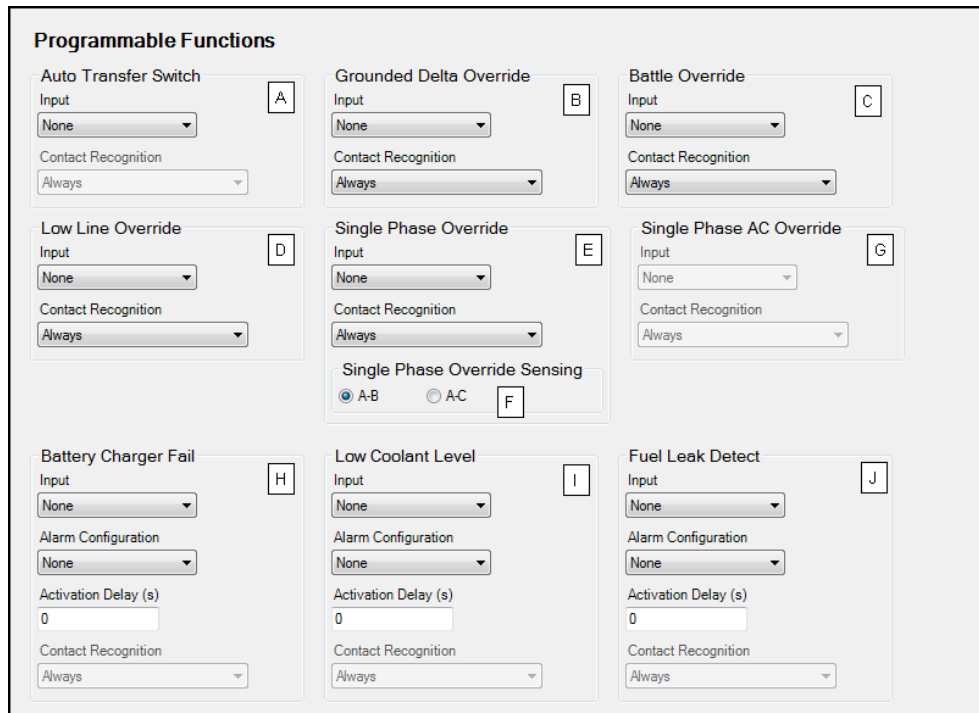 Programmable Functions
Auto Transfer Switch
A
Input
None
Contact Recognition
Always
Grounded Delta Override
B
Input
None
Contact Recognition
Always
Battle Override
C
Input
None
Contact Recognition
Always
Low Line Override
D
Input
None
Contact Recognition
Always
Single Phase Override
E
Input
None
Contact Recognition
Always
Single Phase Override Sensing
A-B
A-C
F
Single Phase AC Override
G
Input
None
Contact Recognition
Always
Battery Charger Fail
H
Input
None
Alarm Configuration
None
Activation Delay (s)
0
Contact Recognition
Always
Low Coolant Level
I
Input
None
Alarm Configuration
None
Activation Delay (s)
0
Contact Recognition
Always
Fuel Leak Detect
J
Input
None
Alarm Configuration
None
Activation Delay (s)
0
Contact Recognition
Always